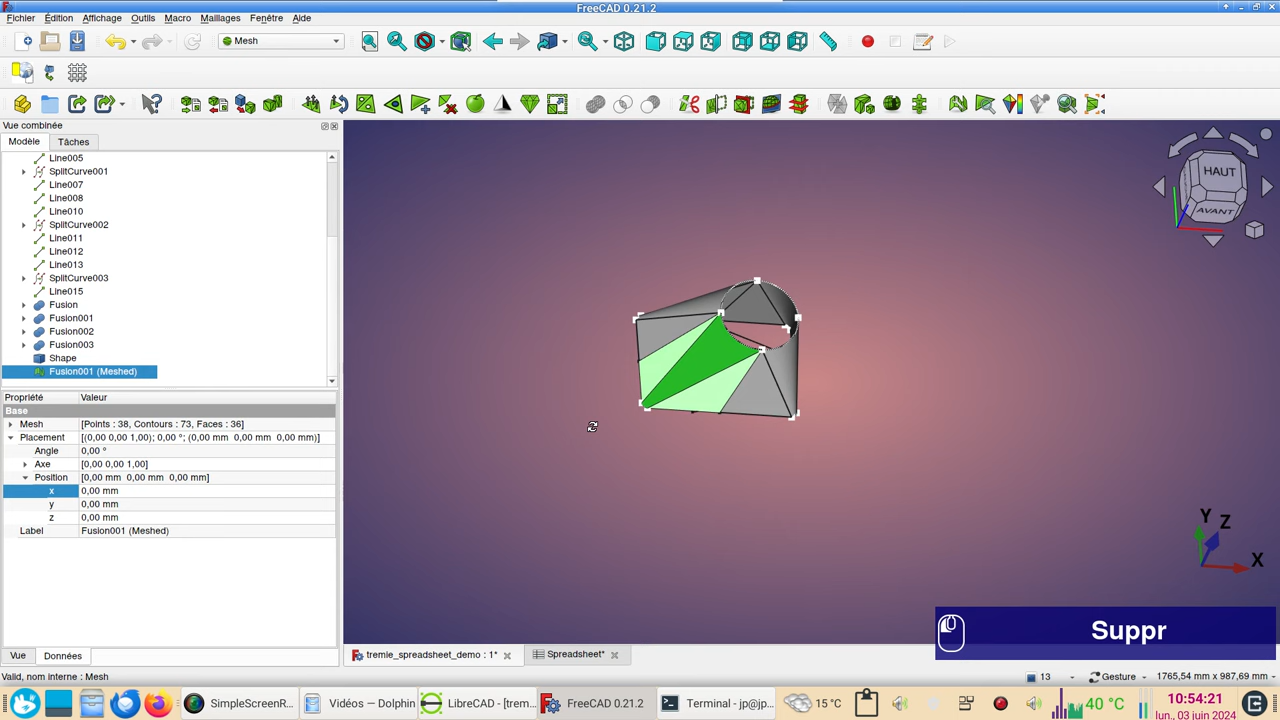 FreeCAD 0.21.2
Fichier Édition Affichage Outils Macro Maillages Fenêtre Aide
Mesh
Vue combinée
Modèle Tâches
Line005
SplitCurve001
Line007
Line008
Line010
SplitCurve002
Line011
Line012
Line013
SplitCurve003
Line015
Fusion
Fusion001
Fusion002
Fusion003
Shape
Fusion001 (Meshed)
Propriété Valeur
Base
Mesh [Points : 38, Contours : 73, Faces : 36]
Placement [(0,00 0,00 1,00); 0,00 °; (0,00 mm 0,00 mm 0,00 mm)]
Angle 0,00 °
Axe [0,00 0,00 1,00]
Position [0,00 mm 0,00 mm 0,00 mm]
x 0,00 mm
y 0,00 mm
z 0,00 mm
Label Fusion001 (Meshed)
HAUT
AVANT
Y Z
X
Suppr
Vue Données
tremie_spreadsheet_demo : 1* Spreadsheet*
Valid, nom interne : Mesh 13 Gesture 1765,54 mm x 987,69 mm
SimpleScreenR... Vidéos — Dolphin LibreCAD - [trem... FreeCAD 0.21.2 Terminal - jp@jp... 15 °C 40 °C 10:54:21
lun., 03 juin 2024